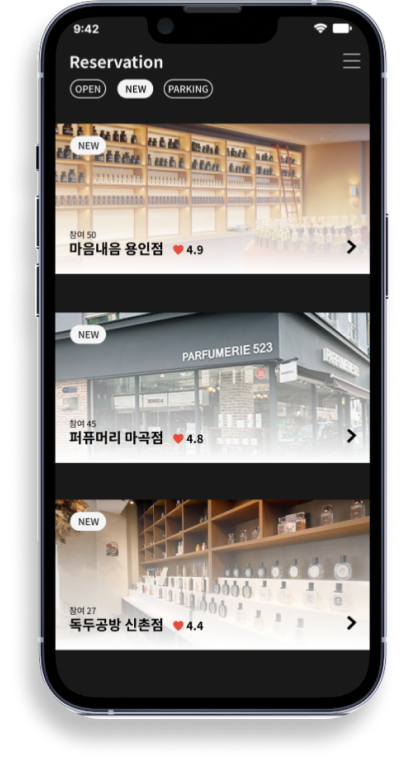 9:42
Reservation
OPEN NEW PARKING
NEW
참여 50
마음내음 용인점 4.9
NEW
PARFUMERIE 523
참여 45
퍼퓨머리 마곡점 4.8
NEW
참여 27
독두공방 신촌점 4.4